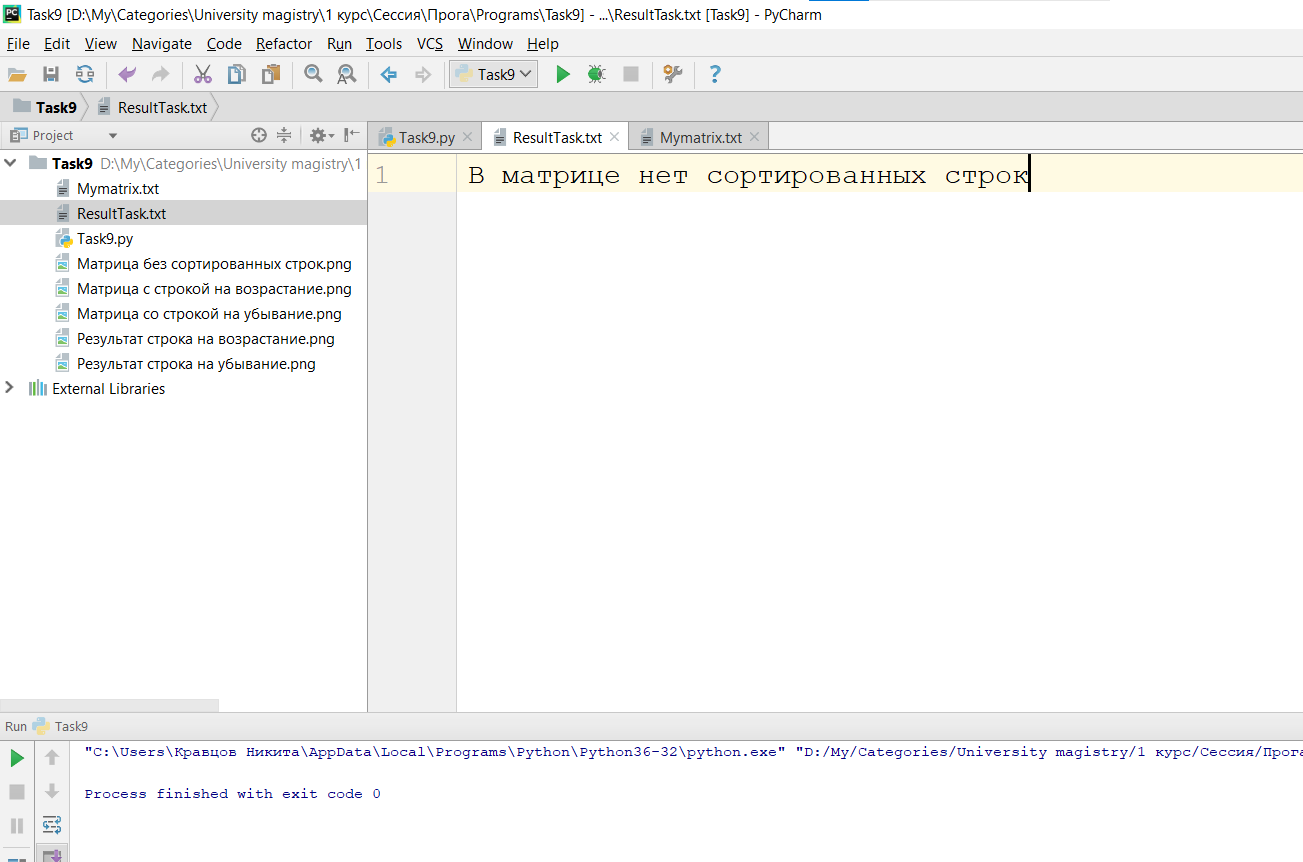 Task9 [D:\My\Categories\University magistry\1 курс\Сессия\Прога\Programs\Task9] - ...\ResultTask.txt [Task9] - PyCharm
File Edit View Navigate Code Refactor Run Tools VCS Window Help
Task9
Task9 ResultTask.txt
Project
Task9.py ResultTask.txt Mymatrix.txt
Task9 D:\My\Categories\University magistry\1
Mymatrix.txt
ResultTask.txt
Task9.py
Матрица без сортированных строк.png
Матрица с строкой на возрастание.png
Матрица со строкой на убывание.png
Результат строка на возрастание.png
Результат строка на убывание.png
External Libraries
1 В матрице нет сортированных строк
Run Task9
"C:\Users\Кравцов Никита\AppData\Local\Programs\Python\Python36-32\python.exe" "D:/My/Categories/University magistry/1 курс/Сессия/Прога
Process finished with exit code 0